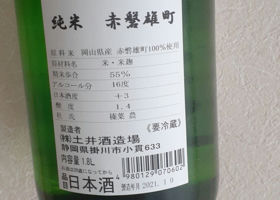 純米 赤磐雄町
原料米 岡山県産 赤磐雄町100%使用
原材料名 米・米麹
精米歩合 55%
アルコール分 16度
日本酒度 +3
酸度 1.4
杜氏 榛葉 農
製造者 《要冷蔵》
(株)土井酒造場
静岡県掛川市小貫633
内容量1.8L
品目 日本酒
4980129070602
製造年月 2021.10